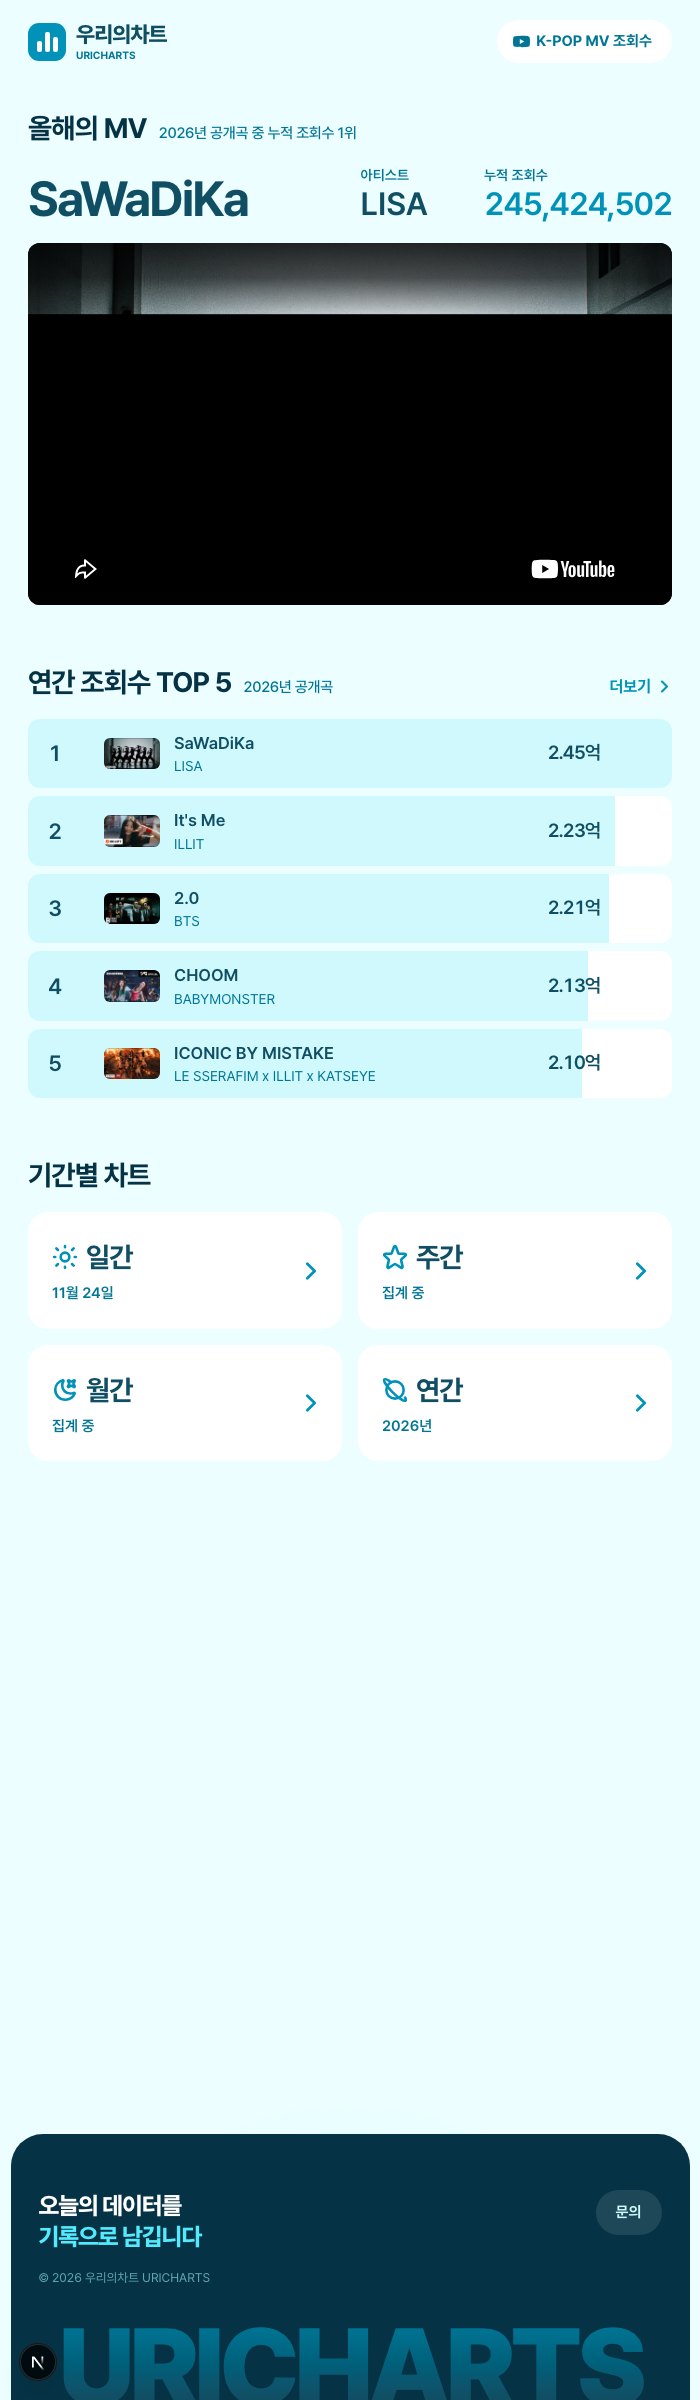 우리의차트
URICHARTS
K-POP MV 조회수
올해의 MV 2026년 공개곡 중 누적 조회수 1위
SaWaDiKa
아티스트
LISA
누적 조회수
245,424,502
YouTube
연간 조회수 TOP 5 2026년 공개곡
더보기
1
SaWaDiKa
LISA
2.45억
2
It's Me
ILLIT
2.23억
3
2.0
BTS
2.21억
4
CHOOM
BABYMONSTER
2.13억
5
ICONIC BY MISTAKE
LE SSERAFIM x ILLIT x KATSEYE
2.10억
기간별 차트
일간
11월 24일
주간
집계 중
월간
집계 중
연간
2026년
오늘의 데이터를
기록으로 남깁니다
문의
© 2026 우리의차트 URICHARTS
URICHARTS
N